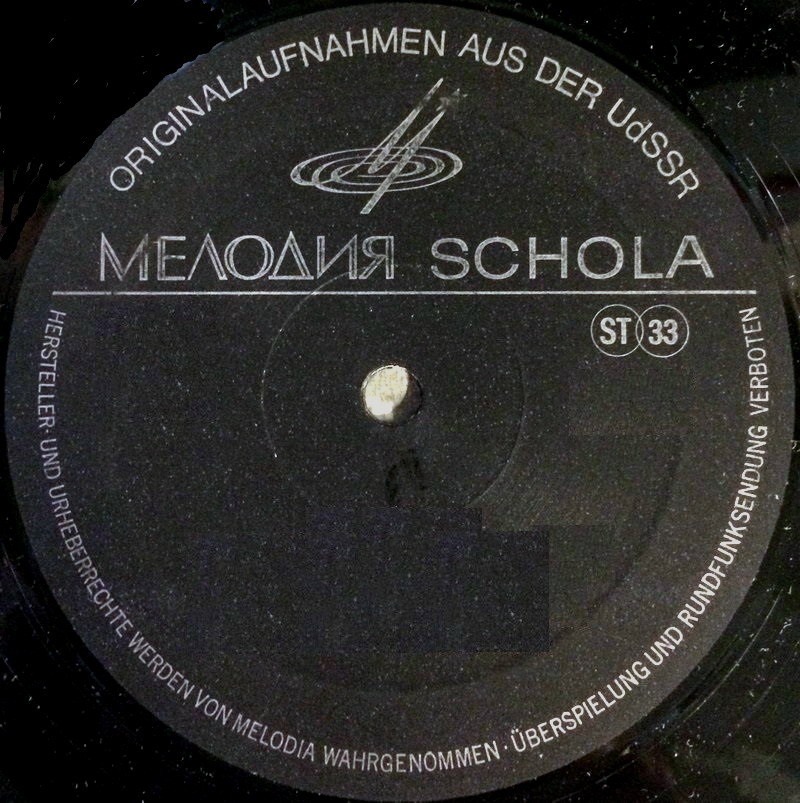 ORIGINALAUFNAHMEN AUS DER UdSSR
МЕЛОДИЯ SCHOLA
ST 33
HERSTELLER- UND URHEBERRECHTE WERDEN VON MELODIA WAHRGENOMMEN · ÜBERSPIELUNG UND RUNDFUNKSENDUNG VERBOTEN